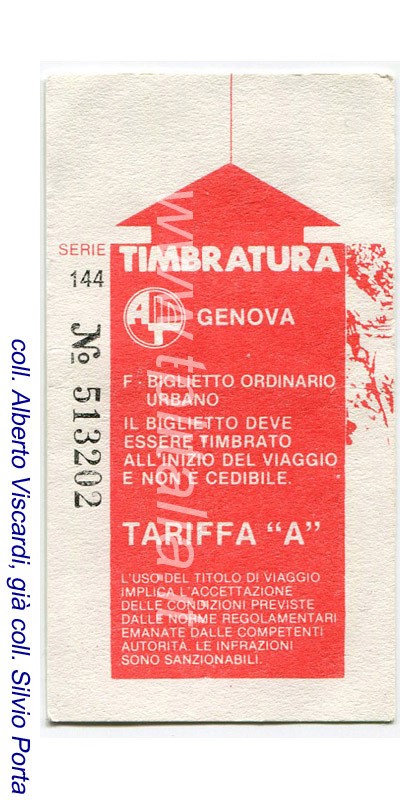 SERIE
144
TIMBRATURA
AMT
GENOVA
F : BIGLIETTO ORDINARIO
URBANO
IL BIGLIETTO DEVE
ESSERE TIMBRATO
ALL'INIZIO DEL VIAGGIO
E NON È CEDIBILE.
TARIFFA “A”
L'USO DEL TITOLO DI VIAGGIO
IMPLICA L'ACCETTAZIONE
DELLE CONDIZIONI PREVISTE
DALLE NORME REGOLAMENTARI
EMANATE DALLE COMPETENTI
AUTORITÀ. LE INFRAZIONI
SONO SANZIONABILI.
№ 513202
coll. Alberto Viscardi, già coll. Silvio Porta